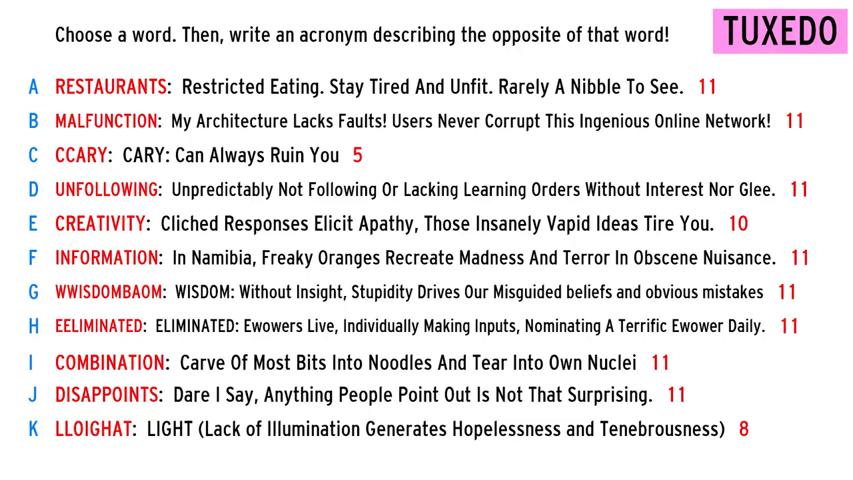 Choose a word. Then, write an acronym describing the opposite of that word!
TUXEDO
A RESTAURANTS: Restricted Eating. Stay Tired And Unfit. Rarely A Nibble To See. 11
B MALFUNCTION: My Architecture Lacks Faults! Users Never Corrupt This Ingenious Online Network! 11
C CCARY: CARY: Can Always Ruin You 5
D UNFOLLOWING: Unpredictably Not Following Or Lacking Learning Orders Without Interest Nor Glee. 11
E CREATIVITY: Cliched Responses Elicit Apathy, Those Insanely Vapid Ideas Tire You. 10
F INFORMATION: In Namibia, Freaky Oranges Recreate Madness And Terror In Obscene Nuisance. 11
G WWISDOMBAOM: WISDOM: Without Insight, Stupidity Drives Our Misguided beliefs and obvious mistakes 11
H EELIMINATED: ELIMINATED: Ewowers Live, Individually Making Inputs, Nominating A Terrific Ewower Daily. 11
I COMBINATION: Carve Of Most Bits Into Noodles And Tear Into Own Nuclei 11
J DISAPPOINTS: Dare I Say, Anything People Point Out Is Not That Surprising. 11
K LLOIGHAT: LIGHT (Lack of Illumination Generates Hopelessness and Tenebrousness) 8